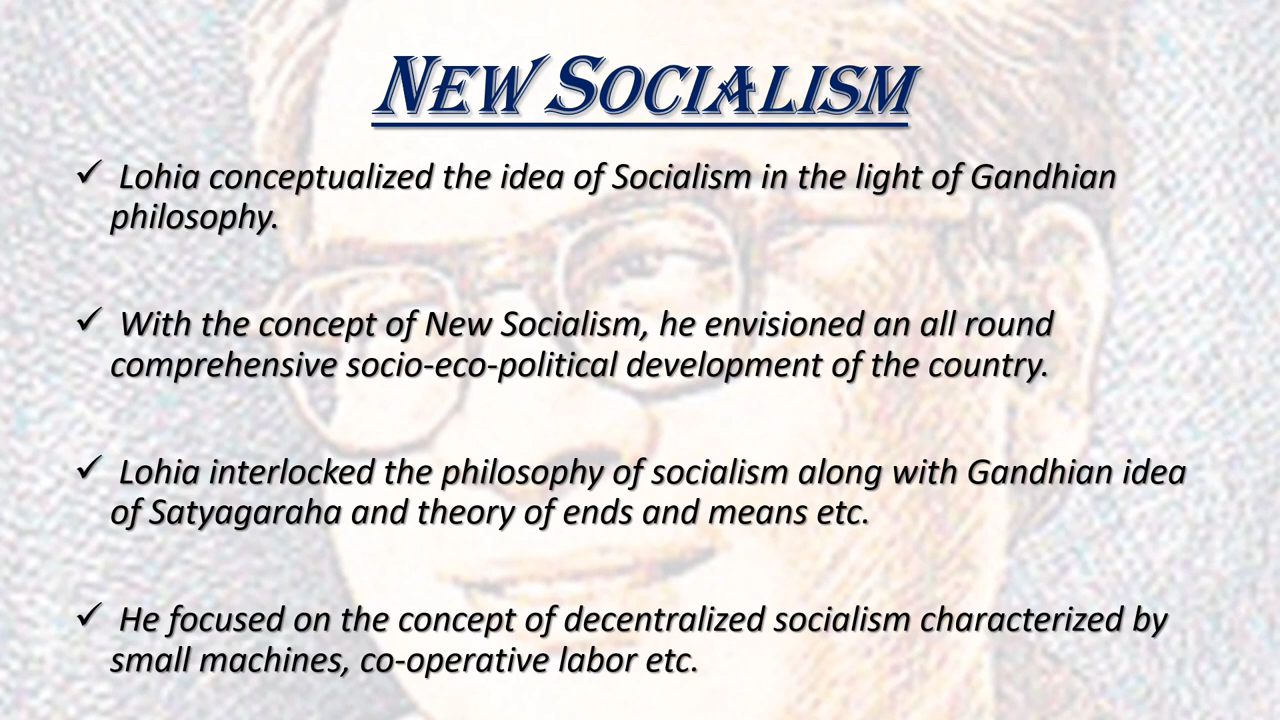 New Socialism
✓ Lohia conceptualized the idea of Socialism in the light of Gandhian
philosophy.
✓ With the concept of New Socialism, he envisioned an all round
comprehensive socio-eco-political development of the country.
✓ Lohia interlocked the philosophy of socialism along with Gandhian idea
of Satyagaraha and theory of ends and means etc.
✓ He focused on the concept of decentralized socialism characterized by
small machines, co-operative labor etc.